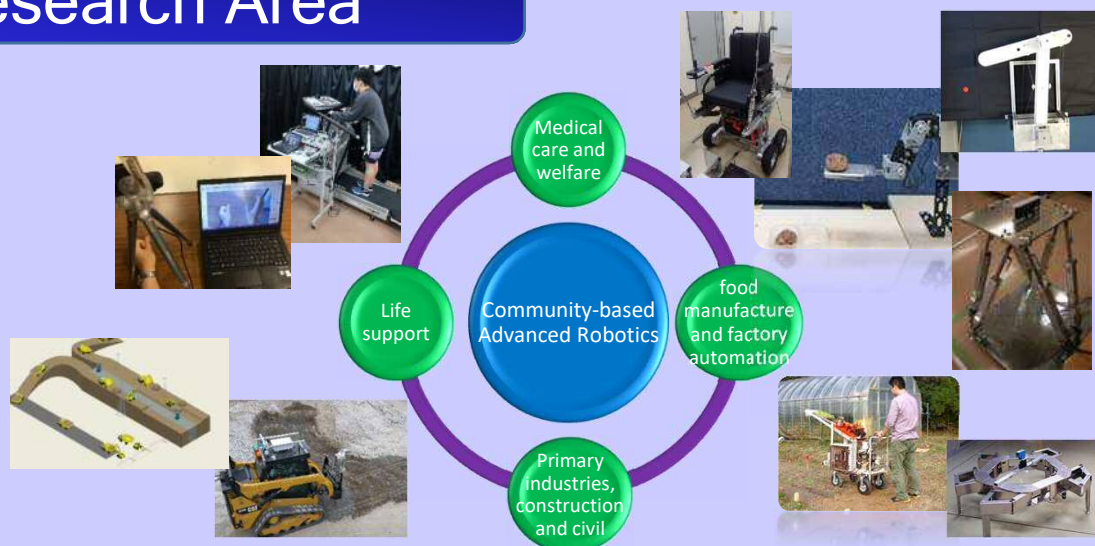 esearch Area
Medical
care and
welfare
Life
support
Community-based
Advanced Robotics
food
manufacture
and factory
automation
Primary
industries,
construction
and civil